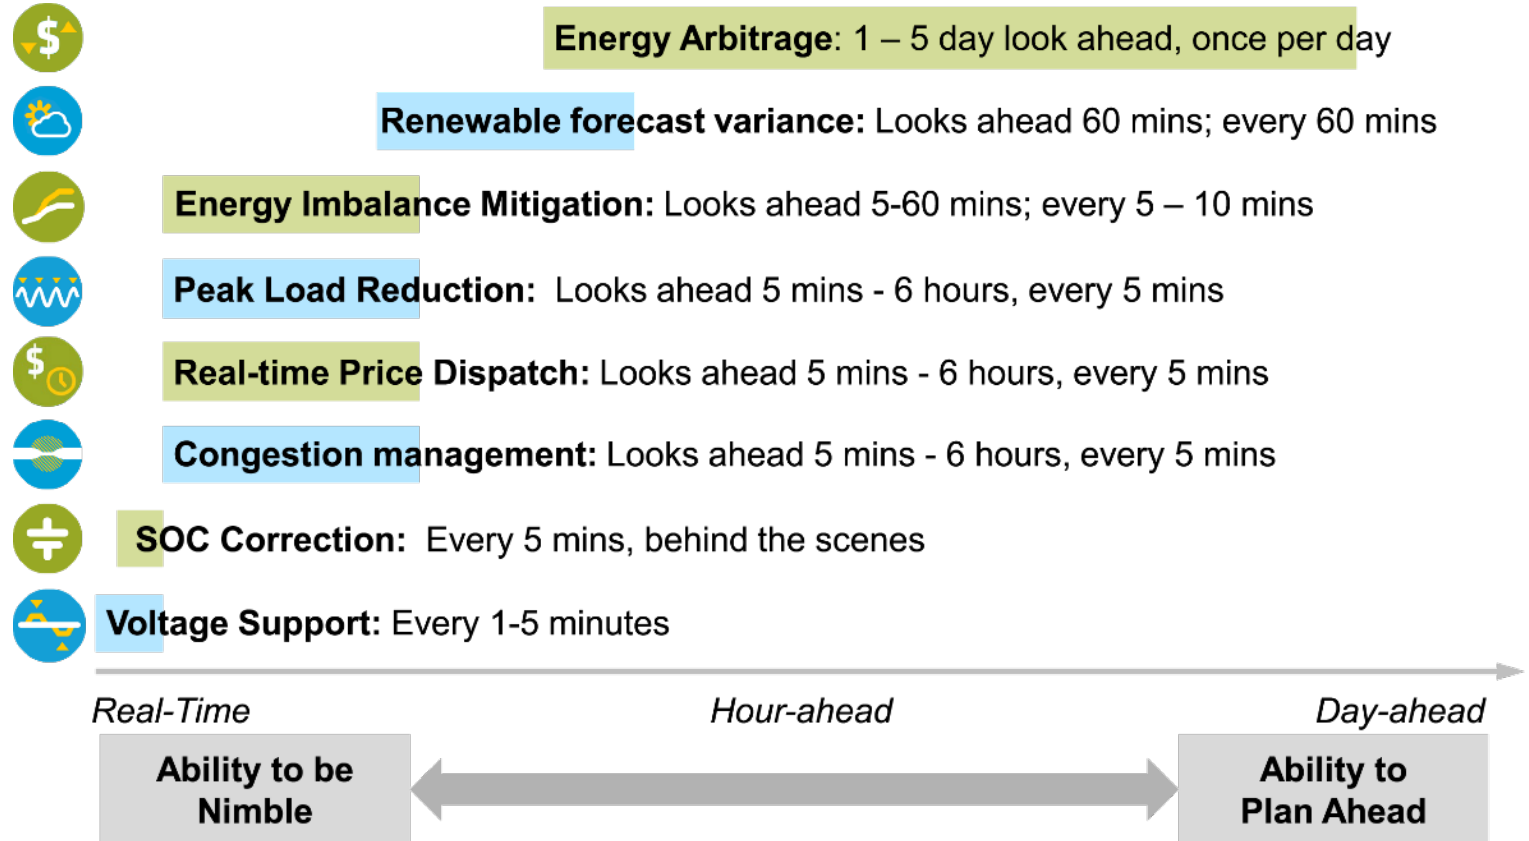 $
Energy Arbitrage: 1 – 5 day look ahead, once per day
Renewable forecast variance: Looks ahead 60 mins; every 60 mins
Energy Imbalance Mitigation: Looks ahead 5-60 mins; every 5 – 10 mins
Peak Load Reduction: Looks ahead 5 mins - 6 hours, every 5 mins
$
Real-time Price Dispatch: Looks ahead 5 mins - 6 hours, every 5 mins
Congestion management: Looks ahead 5 mins - 6 hours, every 5 mins
SOC Correction: Every 5 mins, behind the scenes
Voltage Support: Every 1-5 minutes
Real-Time
Hour-ahead
Day-ahead
Ability to be
Nimble
Ability to
Plan Ahead